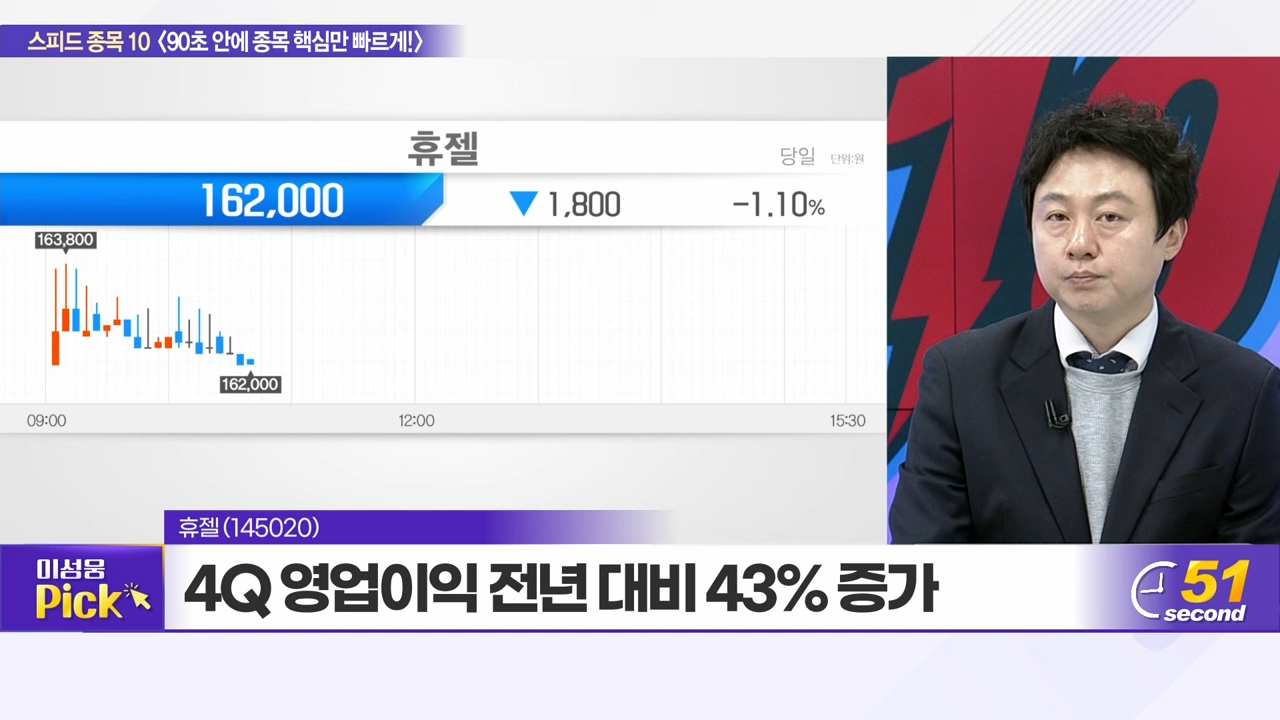 스피드 종목 10 〈90초 안에 종목 핵심만 빠르게!〉
휴젤
당일 단위:원
162,000 ▼ 1,800 -1.10%
163,800
162,000
09:00 12:00 15:30
휴젤(145020)
미성웅
Pick
4Q 영업이익 전년 대비 43% 증가
51
second